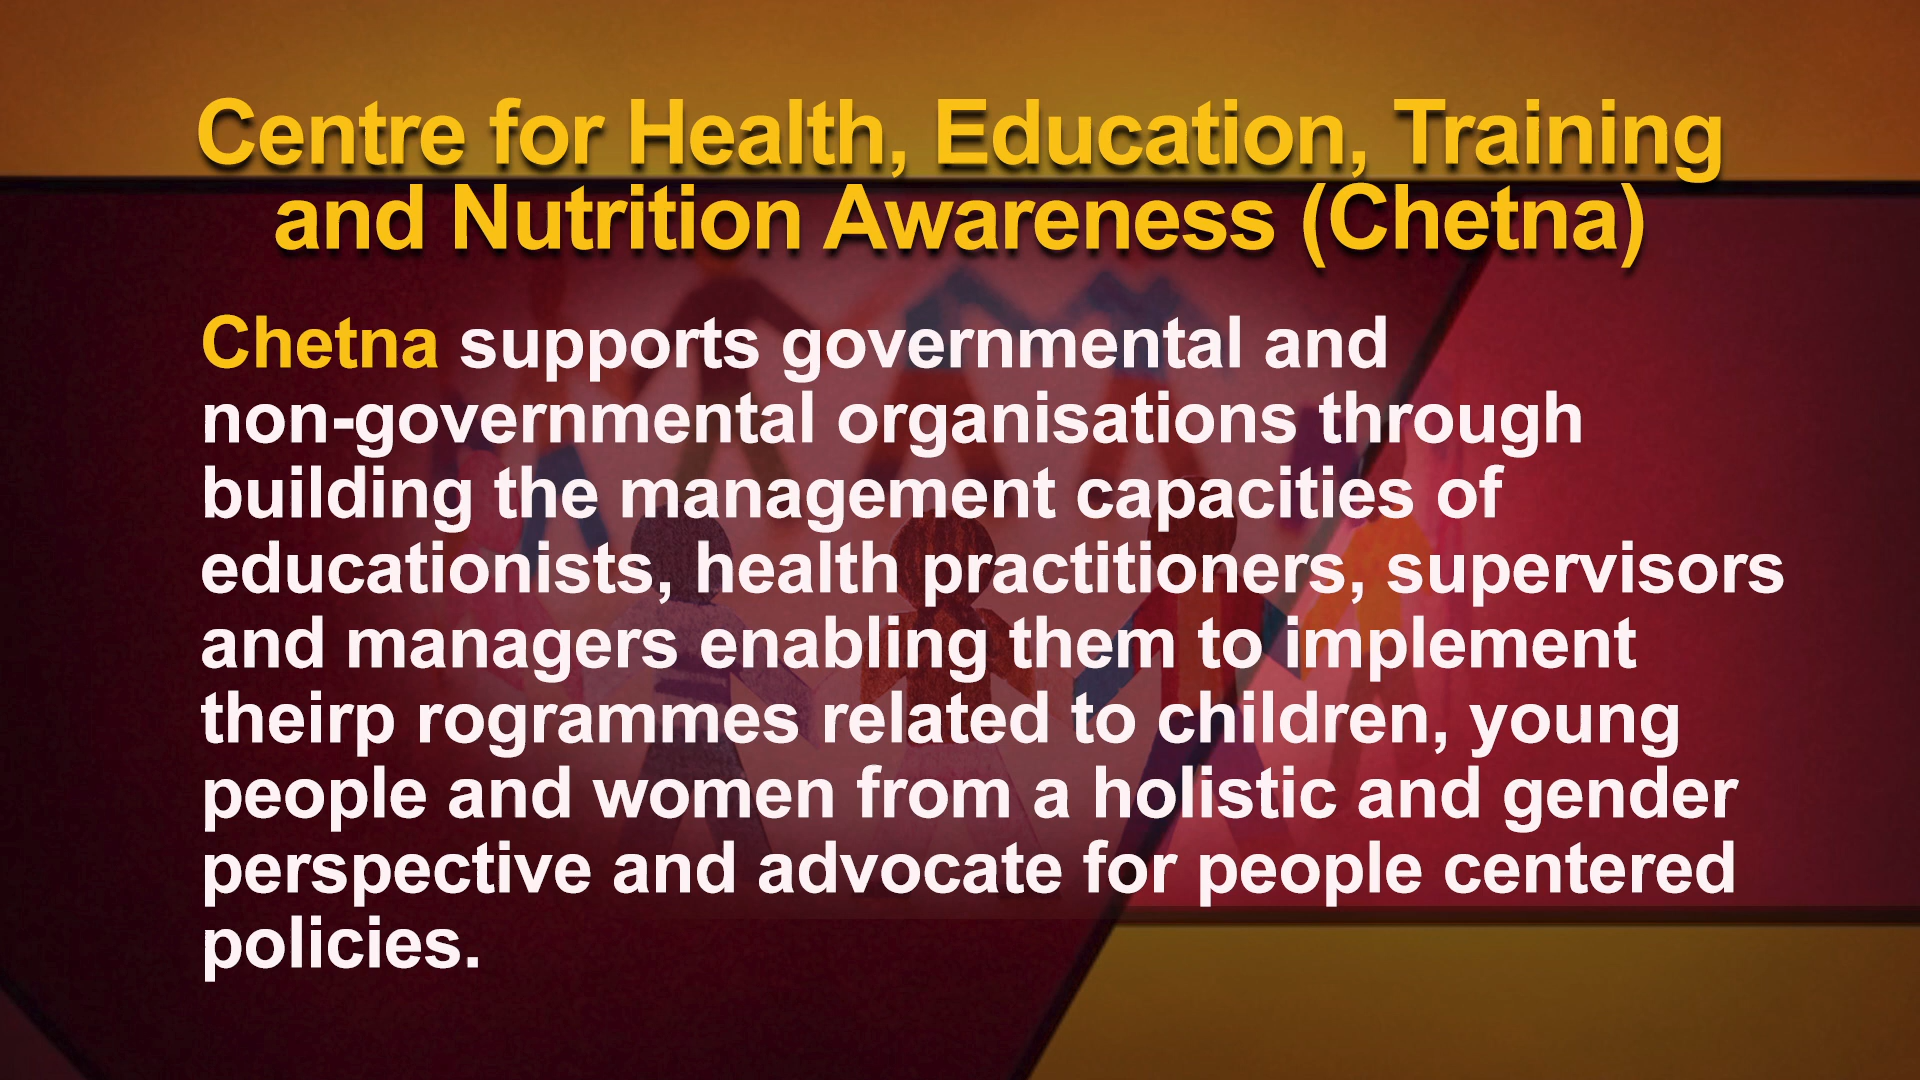 Centre for Health, Education, Training
and Nutrition Awareness (Chetna)
Chetna supports governmental and
non-governmental organisations through
building the management capacities of
educationists, health practitioners, supervisors
and managers enabling them to implement
theirp rogrammes related to children, young
people and women from a holistic and gender
perspective and advocate for people centered
policies.